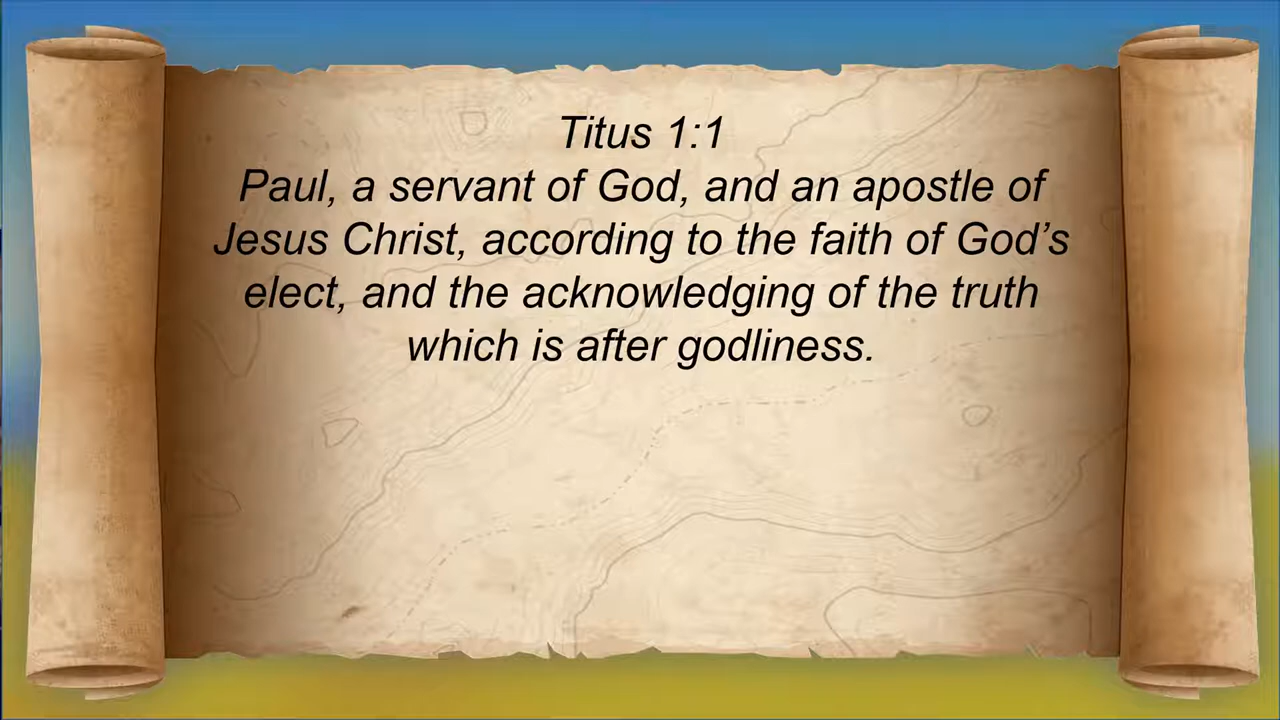 Titus 1:1
Paul, a servant of God, and an apostle of
Jesus Christ, according to the faith of God’s
elect, and the acknowledging of the truth
which is after godliness.